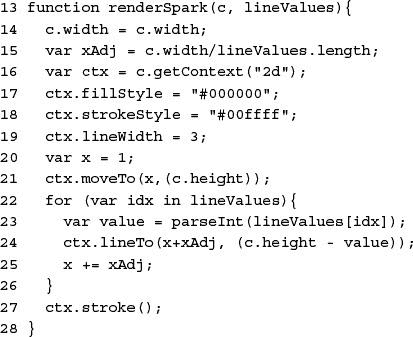 13 function renderSpark(c, lineValues){
14   c.width = c.width;
15   var xAdj = c.width/lineValues.length;
16   var ctx = c.getContext("2d");
17   ctx.fillStyle = "#000000";
18   ctx.strokeStyle = "#00ffff";
19   ctx.lineWidth = 3;
20   var x = 1;
21   ctx.moveTo(x,(c.height));
22   for (var idx in lineValues){
23     var value = parseInt(lineValues[idx]);
24     ctx.lineTo(x+xAdj, (c.height - value));
25     x += xAdj;
26   }
27   ctx.stroke();
28 }